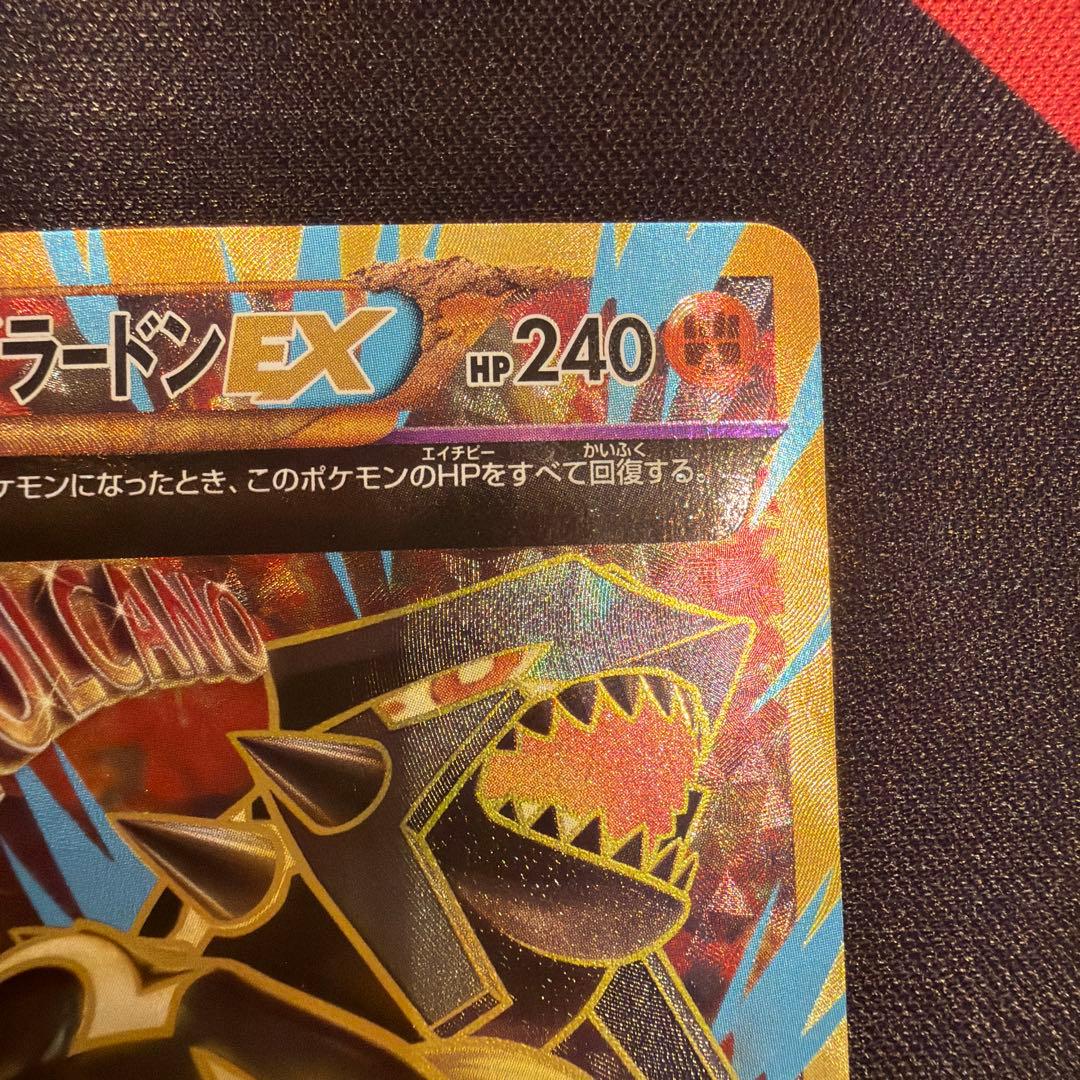 ラードンEX HP240
エイチピー かいふく
ケモンになったとき、このポケモンのHPをすべて回復する。
OLCANO